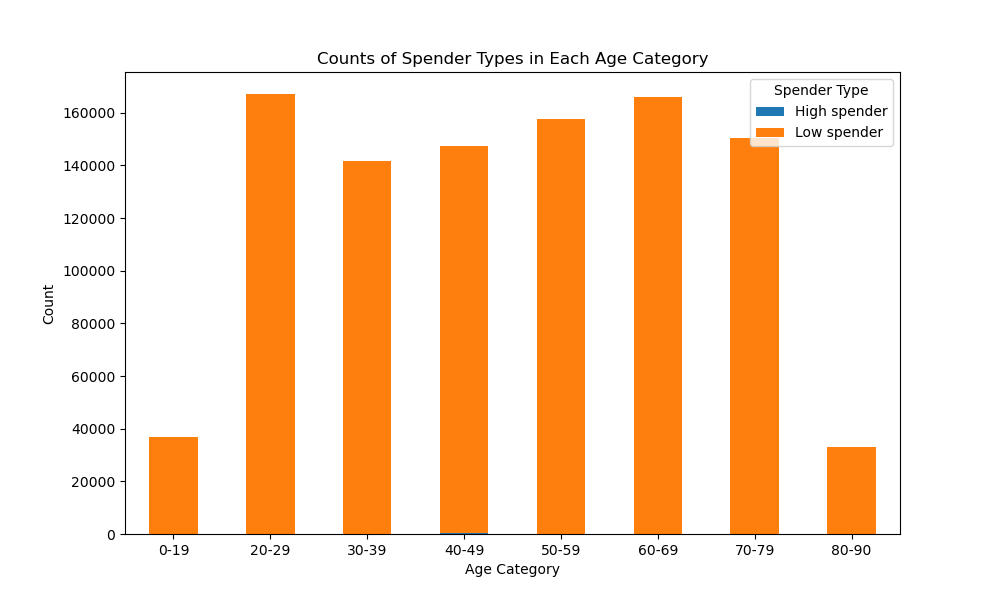 Counts of Spender Types in Each Age Category
Spender Type
High spender
Low spender
Count
160000
140000
120000
100000
80000
60000
40000
20000
0
0-19
20-29
30-39
40-49
50-59
60-69
70-79
80-90
Age Category